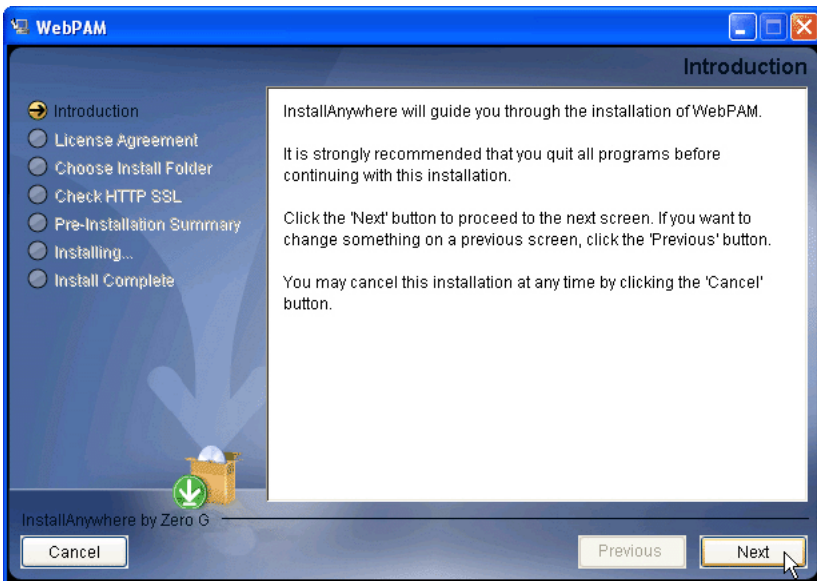 WebPAM
Introduction
Introduction
License Agreement
Choose Install Folder
Check HTTP SSL
Pre-Installation Summary
Installing...
Install Complete
InstallAnywhere will guide you through the installation of WebPAM.
It is strongly recommended that you quit all programs before
continuing with this installation.
Click the 'Next' button to proceed to the next screen. If you want to
change something on a previous screen, click the 'Previous' button.
You may cancel this installation at any time by clicking the 'Cancel'
button.
InstallAnywhere by Zero G
Cancel
Previous
Next